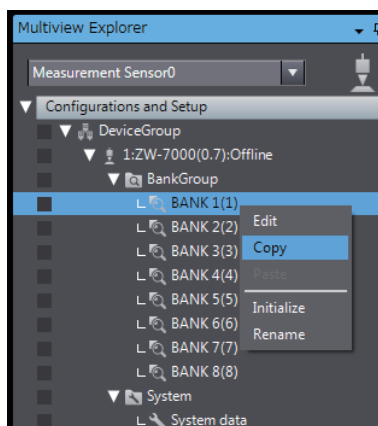 Multiview Explorer
Measurement Sensor0
Configurations and Setup
DeviceGroup
1:ZW-7000(0.7):Offline
BankGroup
BANK 1(1)
Edit
BANK 2(2)
Copy
BANK 3(3)
Paste
BANK 4(4)
Initialize
BANK 5(5)
Rename
BANK 6(6)
BANK 7(7)
BANK 8(8)
System
System data